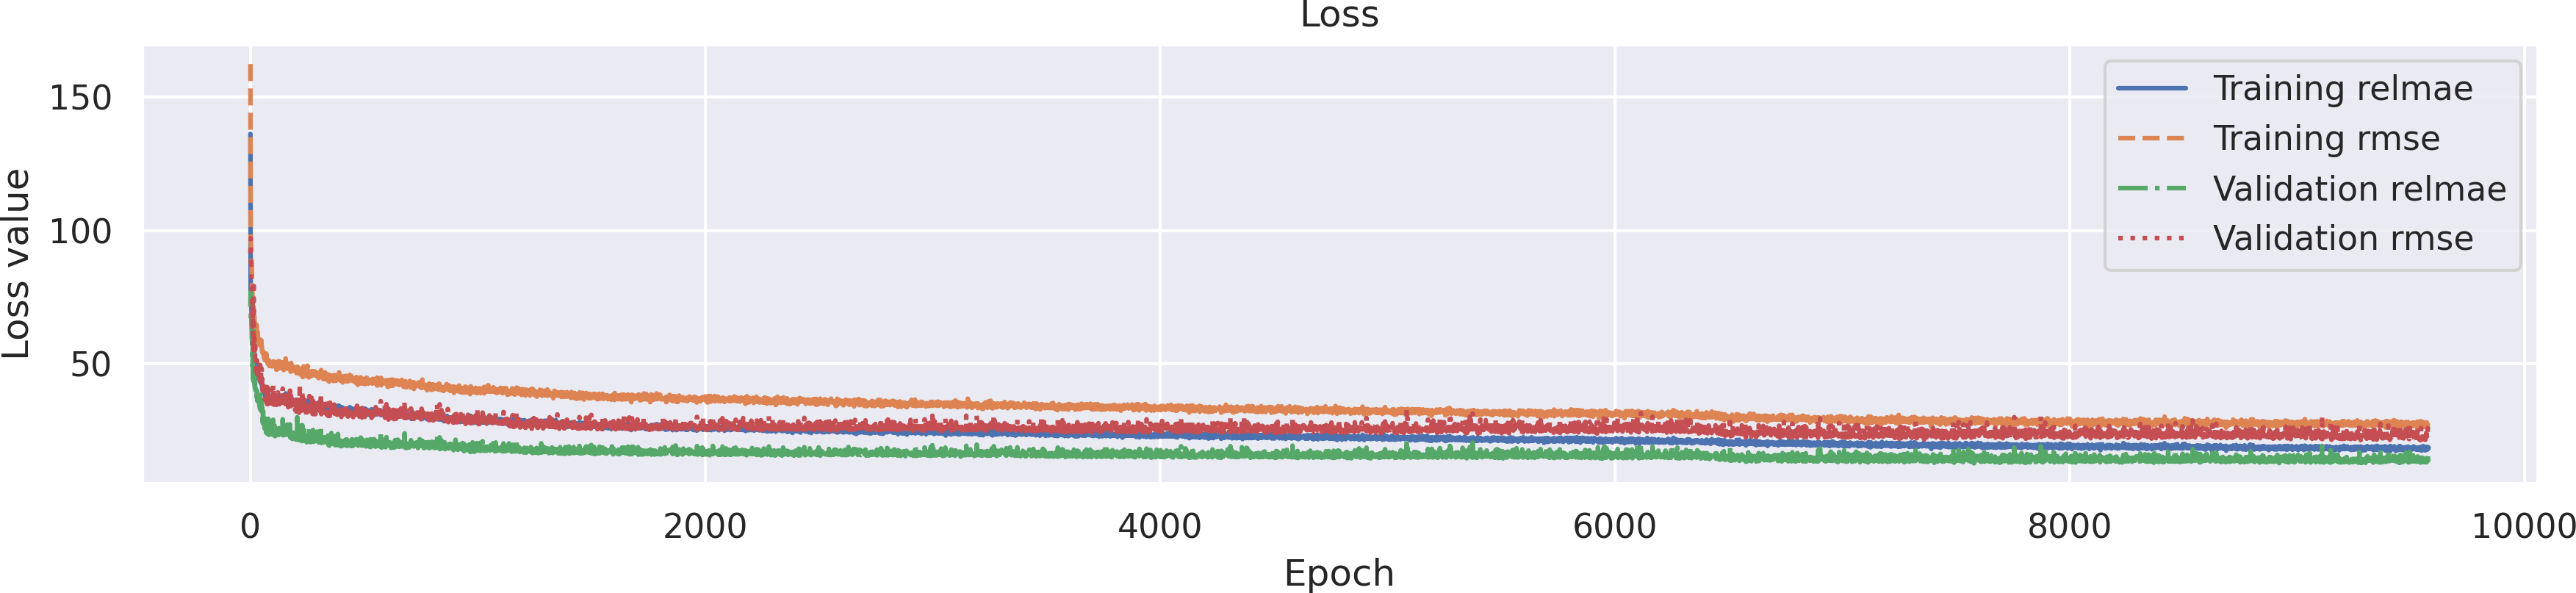 Loss
Loss value
150
100
50
Training relmae
Training rmse
Validation relmae
Validation rmse
0
2000
4000
6000
8000
10000
Epoch